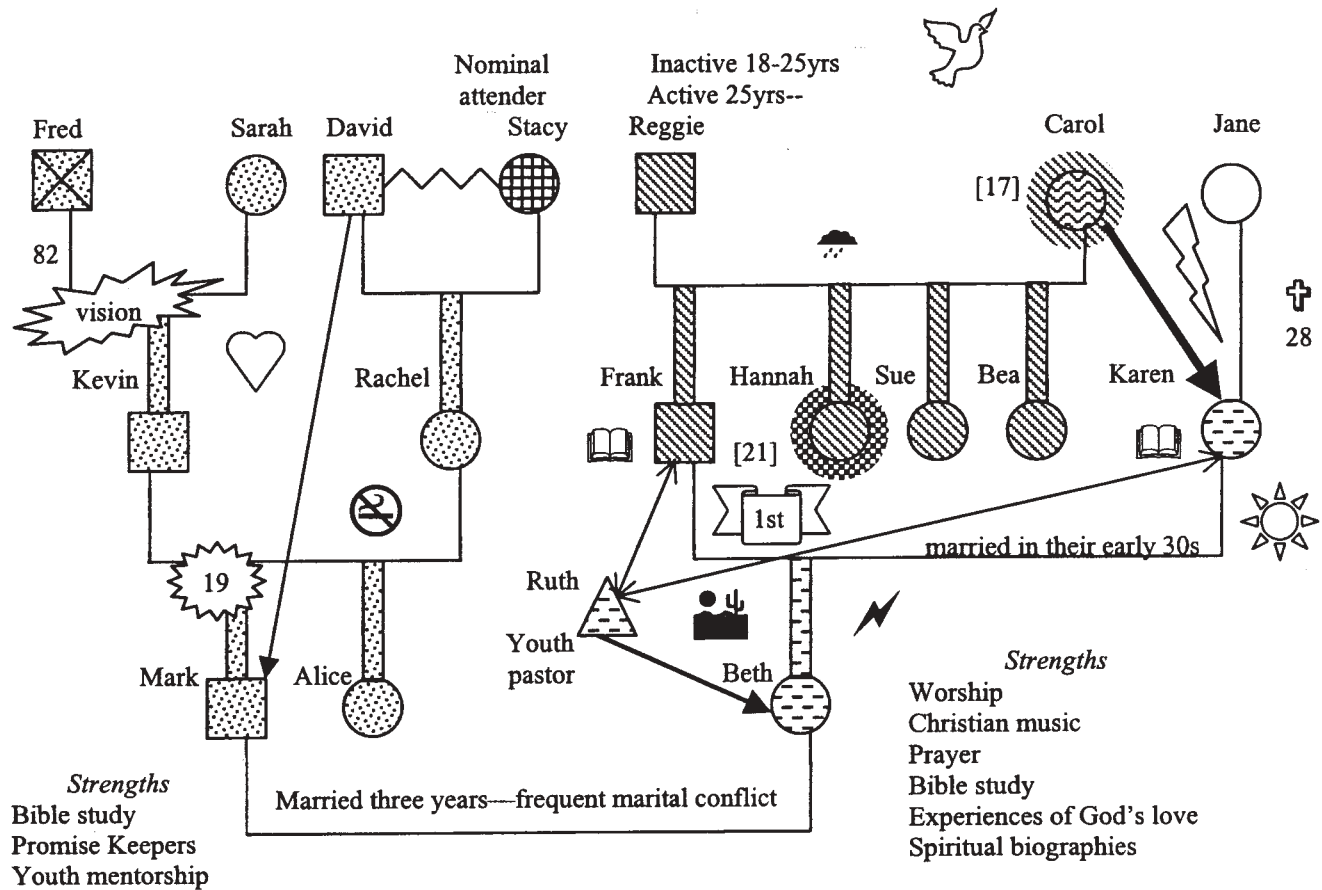 Nominal
attender
Inactive 18-25yrs
Active 25yrs--
Fred
Sarah
David
Stacy
Reggie
Carol
Jane
[17]
82
vision
28
Kevin
Rachel
Frank
Hannah
Sue
Bea
Karen
[21]
1st
married in their early 30s
19
Ruth
Youth
pastor
Mark
Alice
Beth
Strengths
Worship
Christian music
Prayer
Bible study
Experiences of God's love
Spiritual biographies
Married three years—frequent marital conflict
Strengths
Bible study
Promise Keepers
Youth mentorship